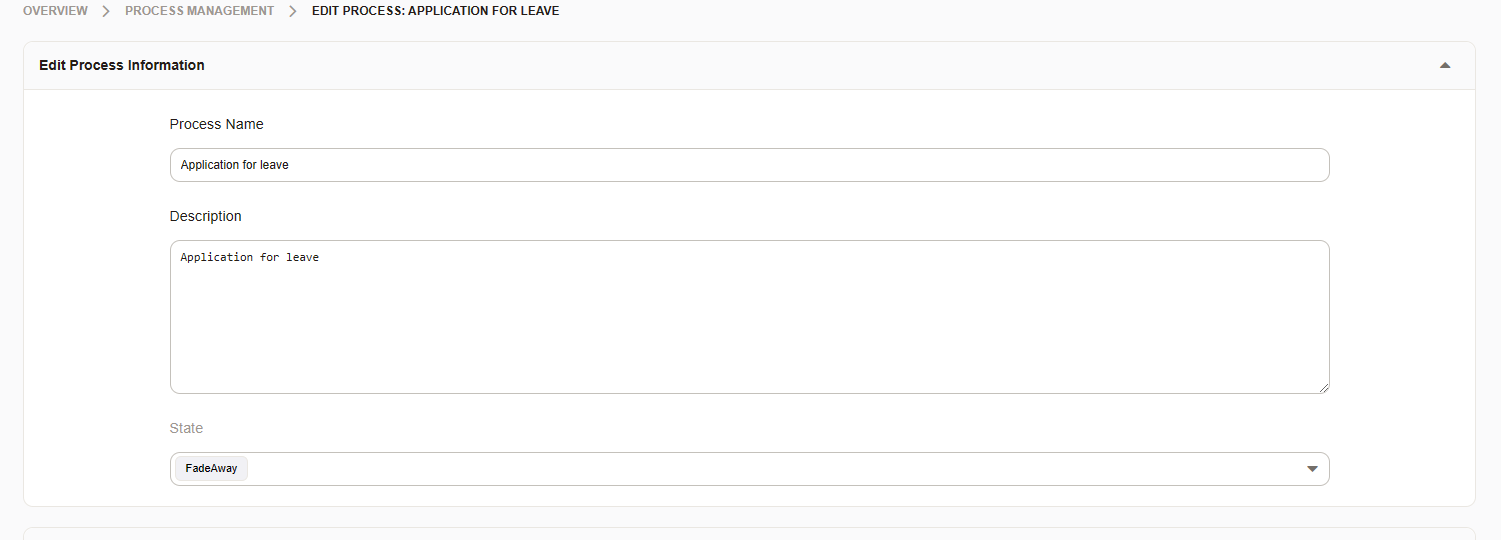 OVERVIEW > PROCESS MANAGEMENT > EDIT PROCESS: APPLICATION FOR LEAVE
Edit Process Information
Process Name
Application for leave
Description
Application for leave
State
FadeAway